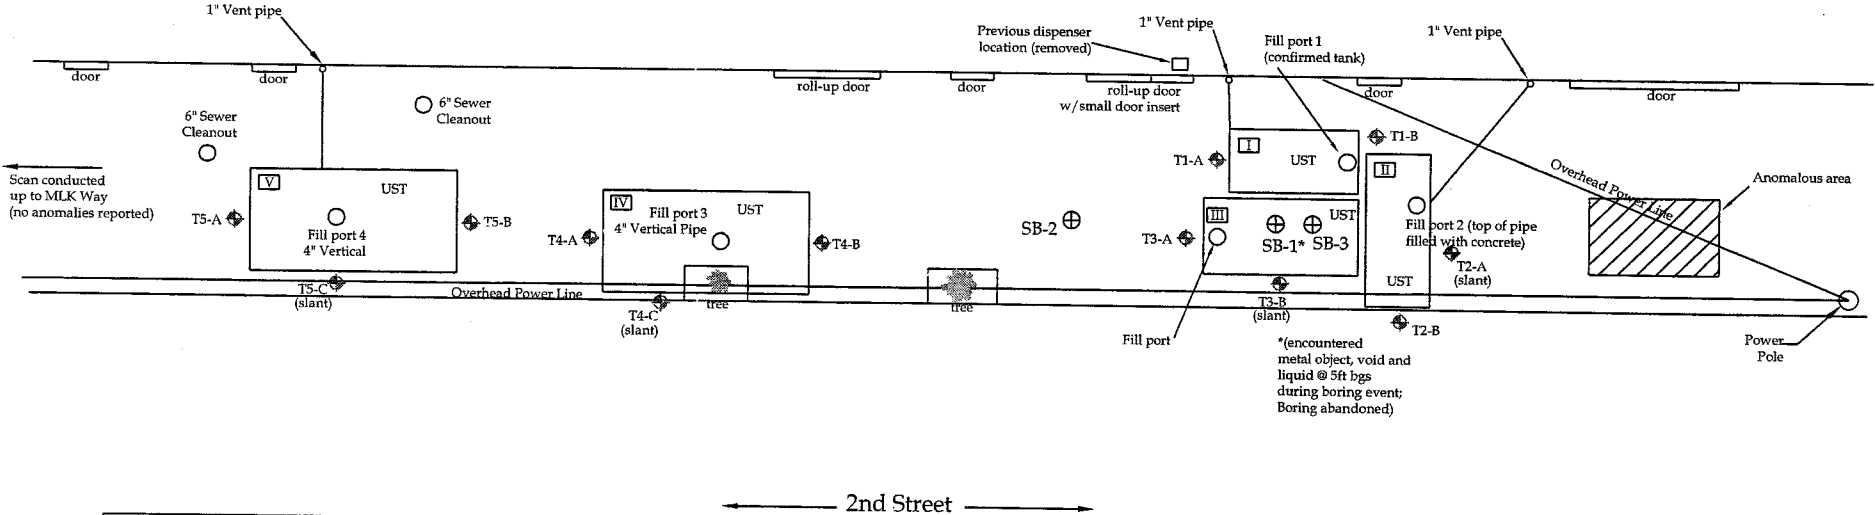 1" Vent pipe
Previous dispenser
location (removed)
1" Vent pipe
Fill port 1
(confirmed tank)
1" Vent pipe
door
door
roll-up door
door
roll-up door
w/small door insert
door
door
6" Sewer
Cleanout
6" Sewer
Cleanout
Scan conducted
up to MLK Way
(no anomalies reported)
V
UST
T5-A
T5-B
Fill port 4
4" Vertical
T5-C
(slant)
Overhead Power Line
IV
UST
Fill port 3
4" Vertical Pipe
T4-A
T4-B
T4-C
(slant)
tree
tree
SB-2
T1-A
I
UST
T1-B
II
III
UST
T3-A
SB-1*
SB-3
Fill port 2 (top of pipe
filled with concrete)
T2-A
(slant)
UST
T3-B
(slant)
T2-B
Fill port
*(encountered
metal object, void and
liquid @ 5ft bgs
during boring event;
Boring abandoned)
Overhead Power Line
Anomalous area
Power
Pole
2nd Street